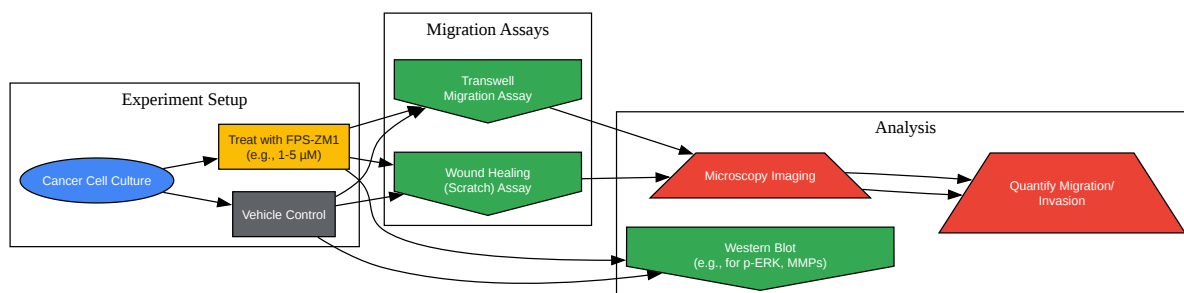 Experiment Setup
Cancer Cell Culture
Treat with FPS-ZM1
(e.g., 1-5 µM)
Vehicle Control
Migration Assays
Transwell
Migration Assay
Wound Healing
(Scratch) Assay
Analysis
Microscopy Imaging
Quantify Migration/
Invasion
Western Blot
(e.g., for p-ERK, MMPs)